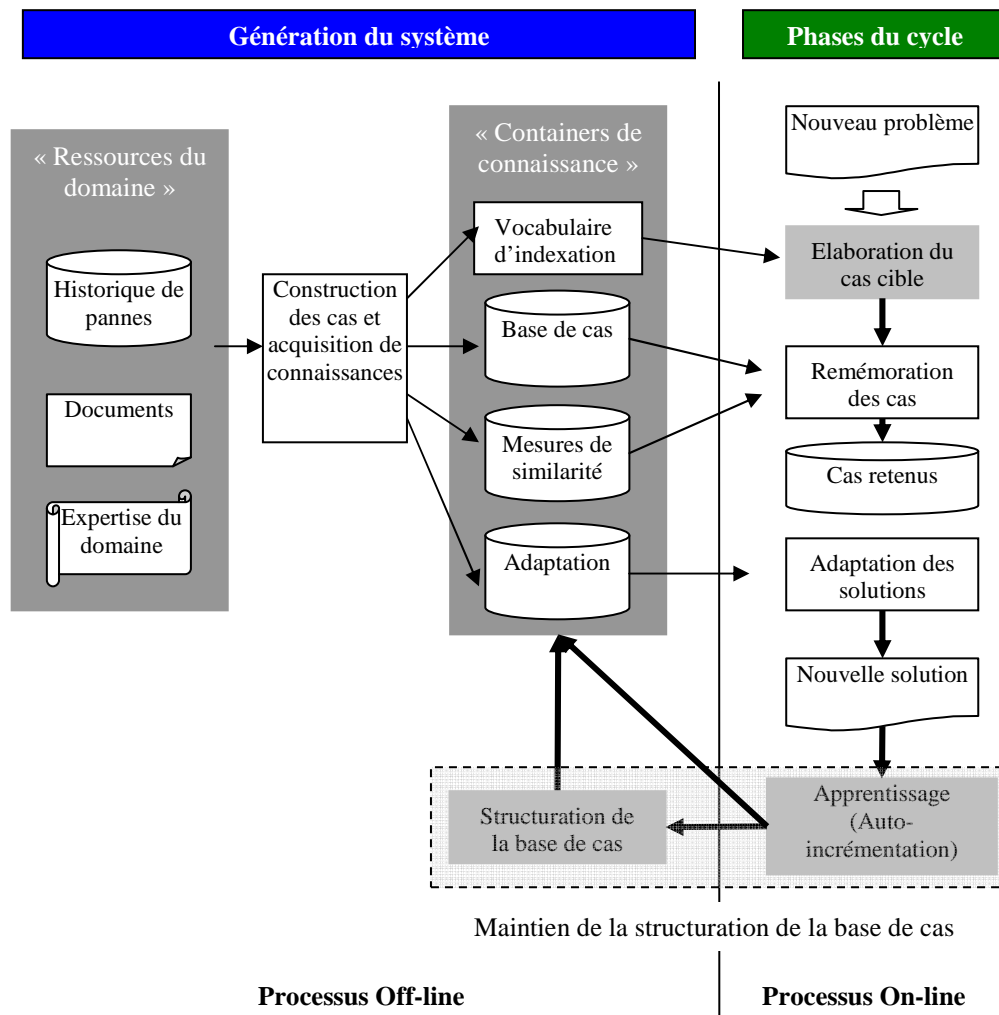 Génération du système
Phases du cycle
« Ressources du
domaine »
Historique de
pannes
Documents
Expertise du
domaine
Construction
des cas et
acquisition de
connaissances
« Containers de
connaissance »
Vocabulaire
d'indexation
Base de cas
Mesures de
similarité
Adaptation
Structuration de
la base de cas
Nouveau problème
Elaboration du
cas cible
Remémoration
des cas
Cas retenus
Adaptation des
solutions
Nouvelle solution
Apprentissage
(Auto-
incrémentation)
Maintien de la structuration de la base de cas
Processus Off-line
Processus On-line